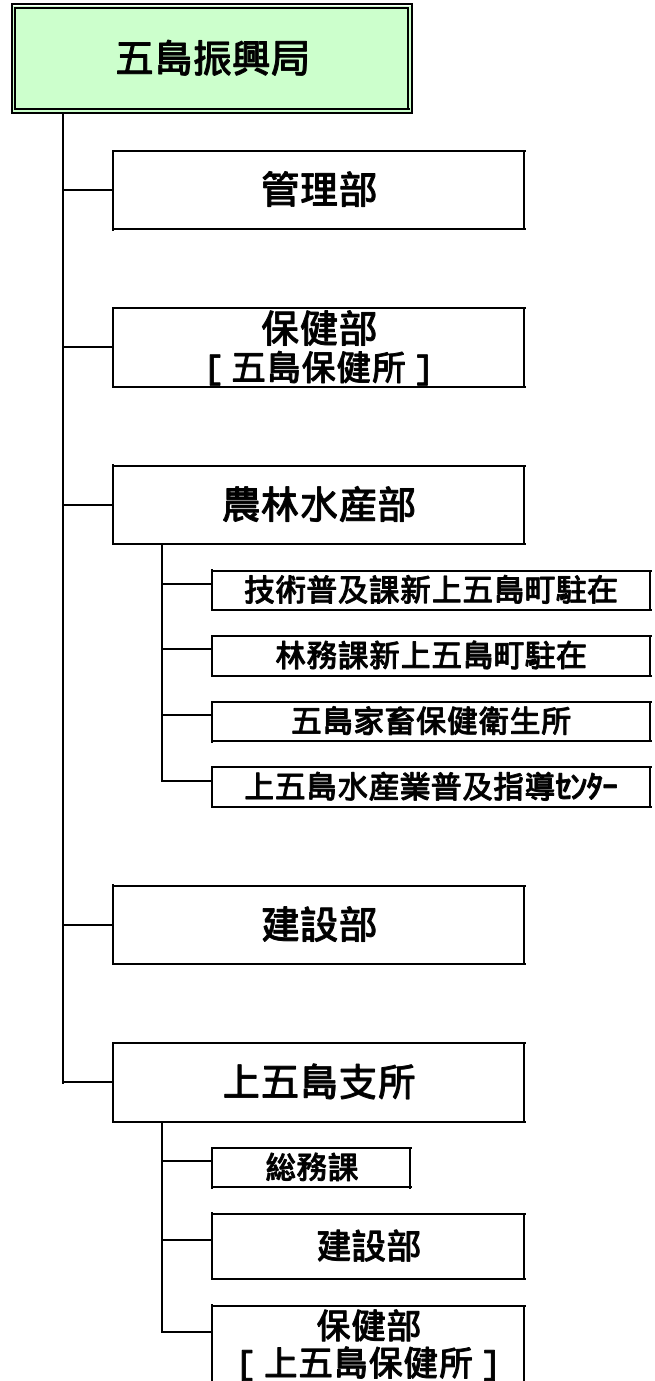 五島振興局
管理部
保健部
[ 五島保健所 ]
農林水産部
技術普及課新上五島町駐在
林務課新上五島町駐在
五島家畜保健衛生所
上五島水産業普及指導ｾﾝﾀｰ
建設部
上五島支所
総務課
建設部
保健部
[ 上五島保健所 ]